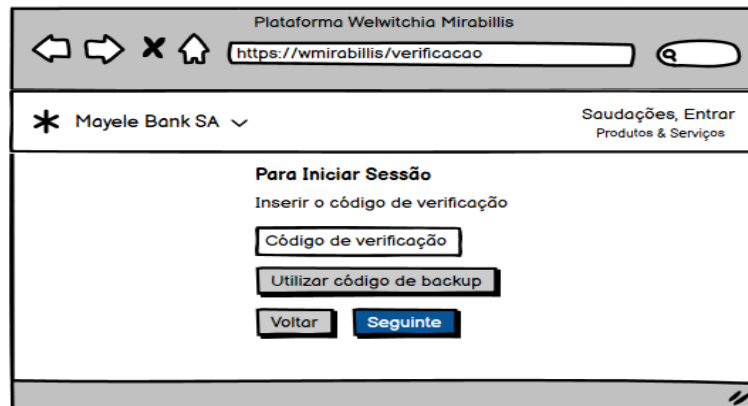 Plataforma Welwitchia Mirabillis
https://wmirabillis/verificacao
Mayele Bank SA
Saudações, Entrar
Produtos & Serviços
Para Iniciar Sessão
Inserir o código de verificação
Código de verificação
Utilizar código de backup
Voltar
Seguinte